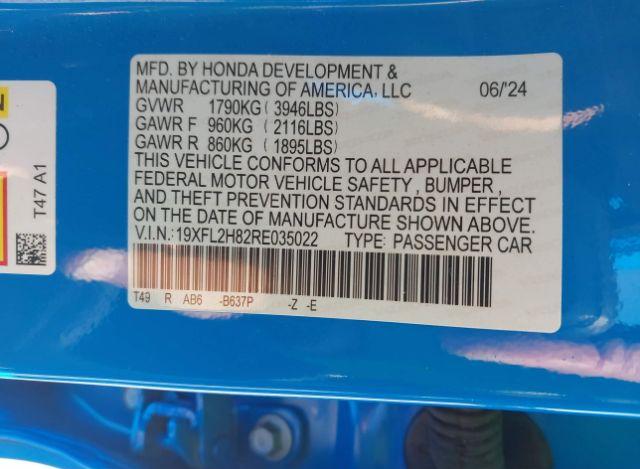 MFD. BY HONDA DEVELOPMENT &
MANUFACTURING OF AMERICA, LLC 06/'24
GVWR 1790KG (3946LBS)
GAWR F 960KG (2116LBS)
GAWR R 860KG (1895LBS)
THIS VEHICLE CONFORMS TO ALL APPLICABLE
FEDERAL MOTOR VEHICLE SAFETY, BUMPER,
AND THEFT PREVENTION STANDARDS IN EFFECT
ON THE DATE OF MANUFACTURE SHOWN ABOVE.
V.I.N.: 19XFL2H82RE035022 TYPE: PASSENGER CAR
T49 R AB6 -B637P -Z -E
T47 A1